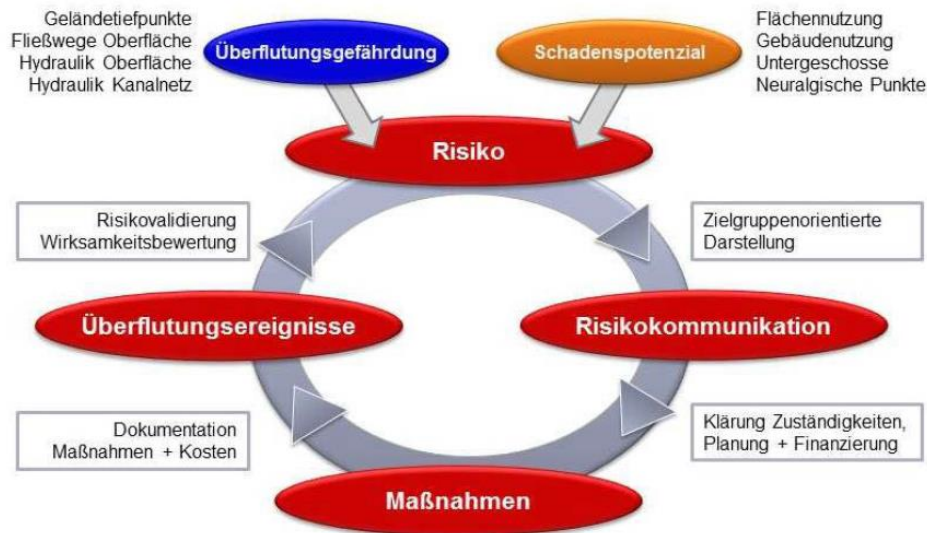 Geländetiefpunkte
Fließwege Oberfläche
Hydraulik Oberfläche
Hydraulik Kanalnetz
Überflutungsgefährdung
Schadenspotenzial
Flächennutzung
Gebäudenutzung
Untergeschosse
Neuralgische Punkte
Risiko
Risikovalidierung
Wirksamkeitsbewertung
Zielgruppenorientierte
Darstellung
Überflutungsereignisse
Risikokommunikation
Dokumentation
Maßnahmen + Kosten
Klärung Zuständigkeiten,
Planung + Finanzierung
Maßnahmen